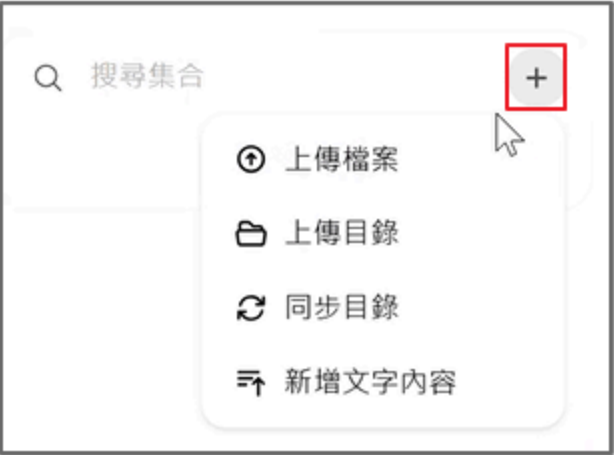 搜尋集合
+
上傳檔案
上傳目錄
同步目錄
新增文字內容